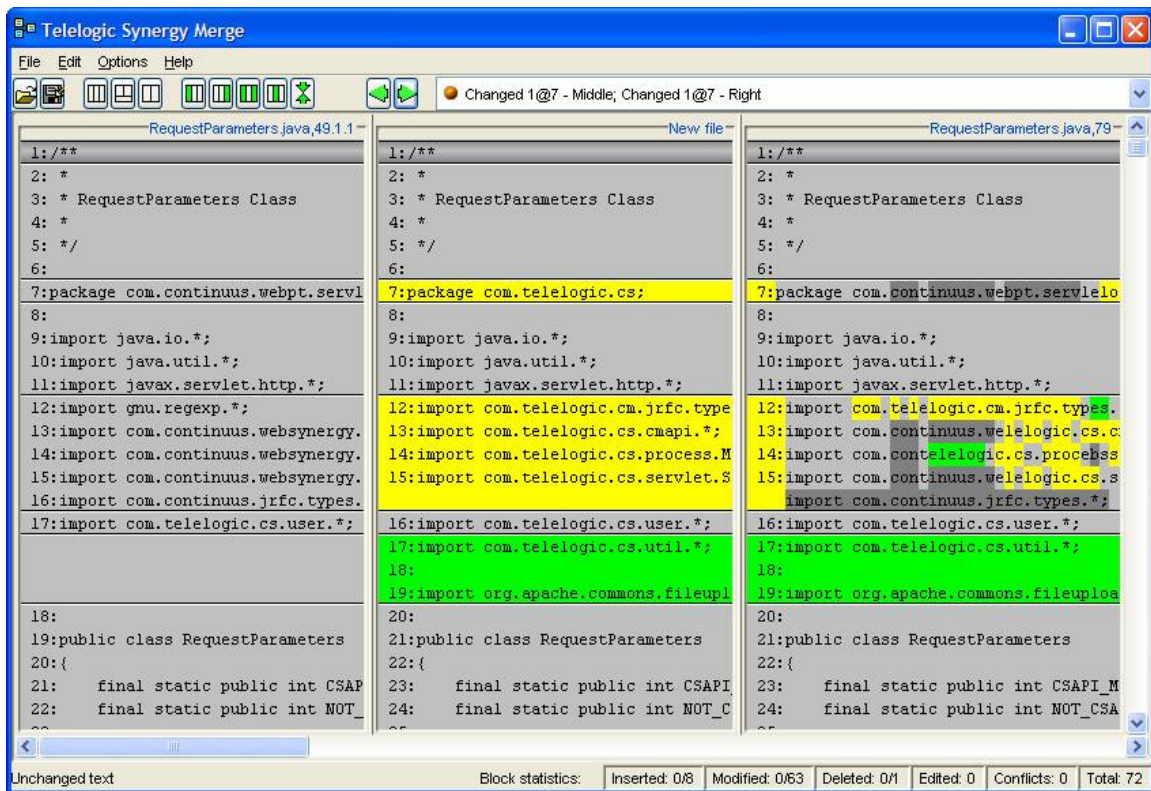 Telelogic Synergy Merge
File Edit Options Help
Changed 1@7 - Middle; Changed 1@7 - Right
RequestParameters.java,49.1.1
1:/**
2: *
3: * RequestParameters Class
4: *
5: */
6:
7:package com.continuus.webpt.servl
8:
9:import java.io.*;
10:import java.util.*;
11:import javax.servlet.http.*;
12:import gnu.regexp.*;
13:import com.continuus.websynergy.
14:import com.continuus.websynergy.
15:import com.continuus.websynergy.
16:import com.continuus.jrfc.types.
17:import com.telelogic.cs.user.*;
18:
19:public class RequestParameters
20:{
21: final static public int CSAP
22: final static public int NOT_
New file
1:/**
2: *
3: * RequestParameters Class
4: *
5: */
6:
7:package com.telelogic.cs;
8:
9:import java.io.*;
10:import java.util.*;
11:import javax.servlet.http.*;
12:import com.telelogic.cm.jrfc.type
13:import com.telelogic.cs.cmapi.*;
14:import com.telelogic.cs.process.M
15:import com.telelogic.cs.servlet.S
16:import com.telelogic.cs.user.*;
17:import com.telelogic.cs.util.*;
18:
19:import org.apache.commons.fileupl
20:
21:public class RequestParameters
22:{
23: final static public int CSAPI_
24: final static public int NOT_C
RequestParameters.java,79
1:/**
2: *
3: * RequestParameters Class
4: *
5: */
6:
7:package com.continuus.webpt.servlelo
8:
9:import java.io.*;
10:import java.util.*;
11:import javax.servlet.http.*;
12:import com.telelogic.cm.jrfc.types.
13:import com.continuus.welelogic.cs.c
14:import com.contelelogic.cs.procebss
15:import com.continuus.welelogic.cs.s
import com.continuus.jrfc.types.*;
16:import com.telelogic.cs.user.*;
17:import com.telelogic.cs.util.*;
18:
19:import org.apache.commons.fileuploa
20:
21:public class RequestParameters
22:{
23: final static public int CSAPI_M
24: final static public int NOT_CSA
Unchanged text
Block statistics:
Inserted: 0/8
Modified: 0/63
Deleted: 0/1
Edited: 0
Conflicts: 0
Total: 72